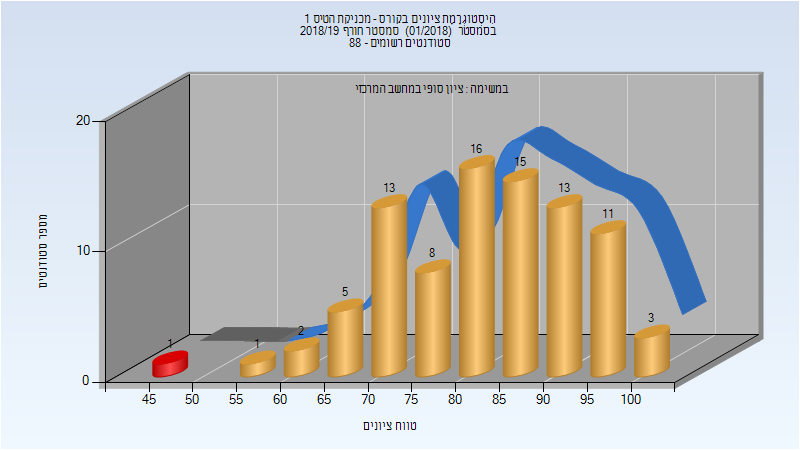 היסטוגרמת ציונים בקורס - מכניקת הטיס 1
בסמסטר (01/2018) סמסטר חורף 2018/19
סטודנטים רשומים - 88
במשימה : ציון סופי במחשב המרכזי
מספר סטודנטים
20
10
0
1
1
2
5
13
8
16
15
13
11
3
45 50 55 60 65 70 75 80 85 90 95 100
טווח ציונים